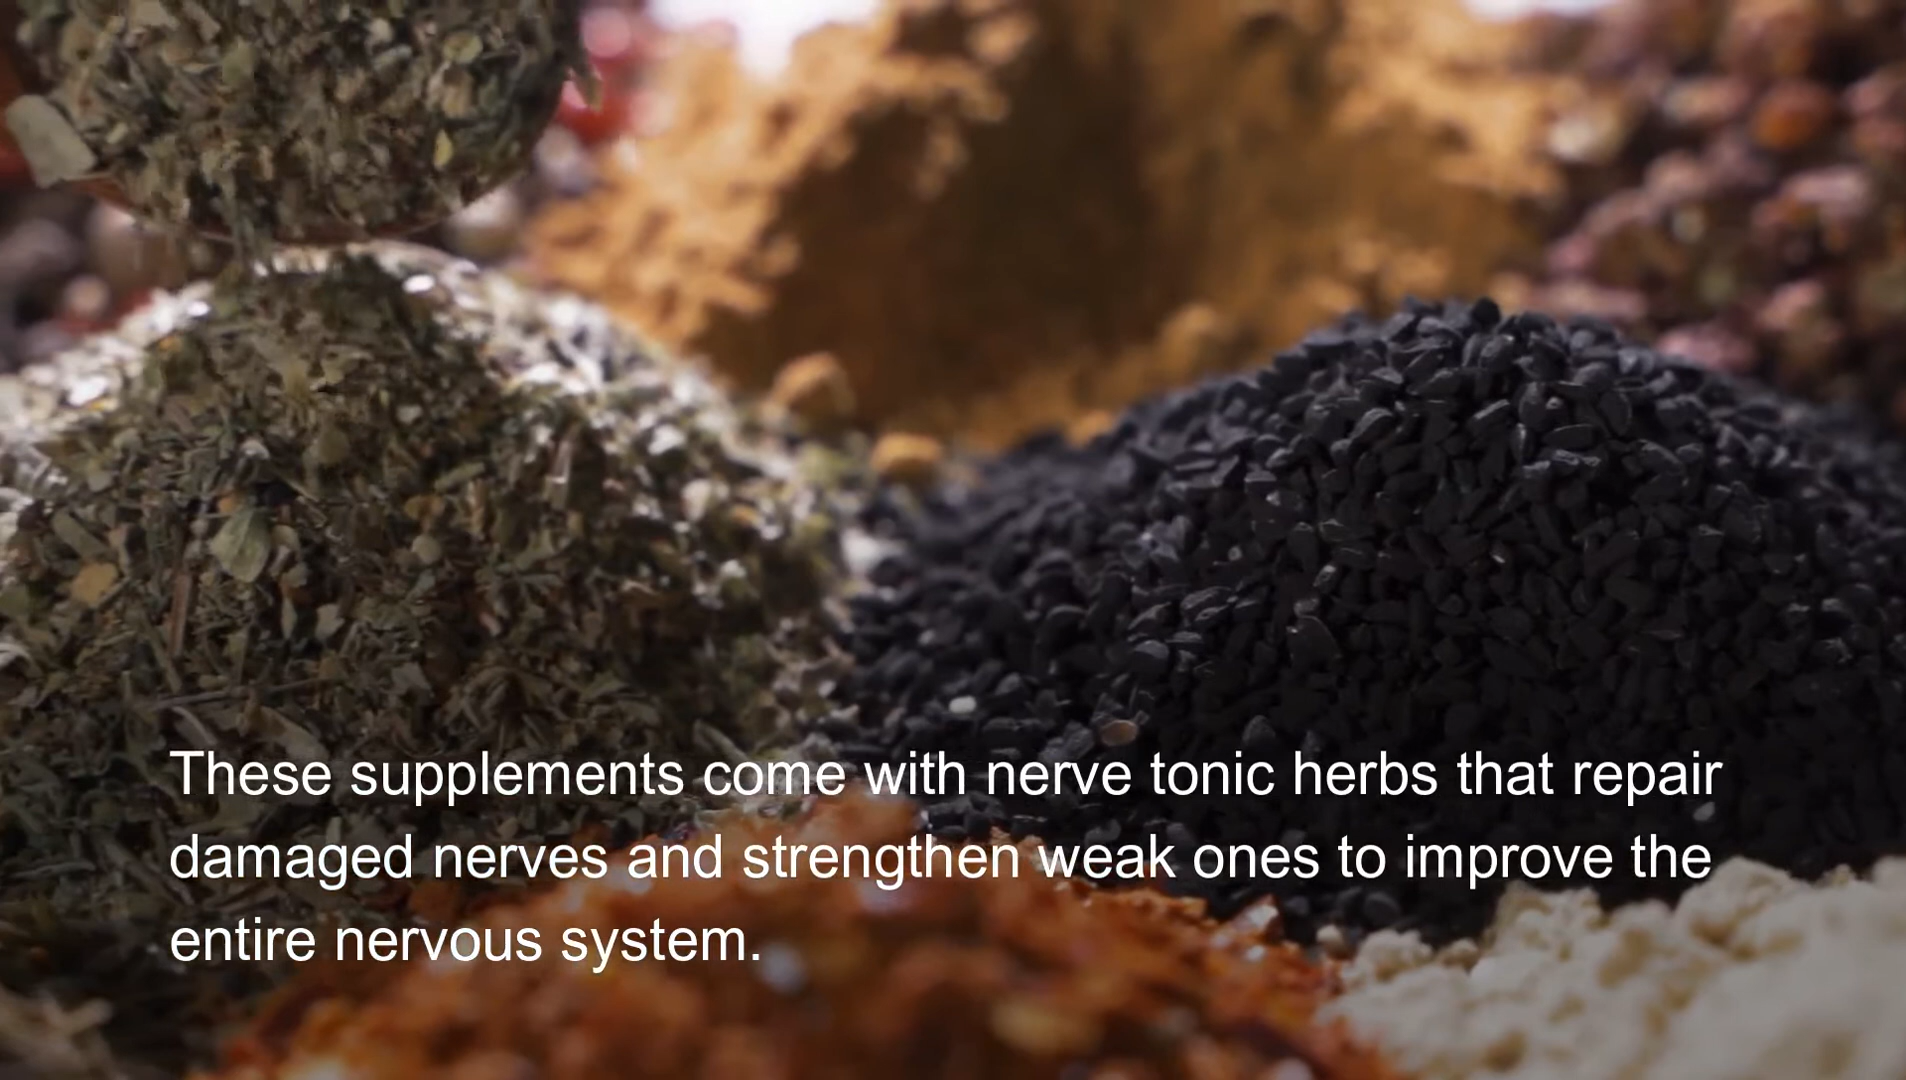 These supplements come with nerve tonic herbs that repair
damaged nerves and strengthen weak ones to improve the
entire nervous system.